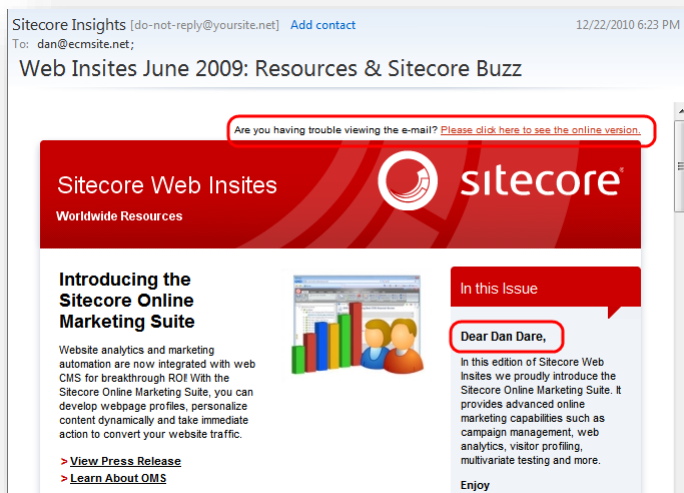 Sitecore Insights [do-not-reply@yoursite.net] Add contact 12/22/2010 6:23 PM
To: dan@ecmsite.net;
Web Insites June 2009: Resources & Sitecore Buzz
Are you having trouble viewing the e-mail? Please click here to see the online version.
Sitecore Web Insites
Worldwide Resources
sitecore
Introducing the
Sitecore Online
Marketing Suite
Website analytics and marketing
automation are now integrated with web
CMS for breakthrough ROI! With the
Sitecore Online Marketing Suite, you can
develop webpage profiles, personalize
content dynamically and take immediate
action to convert your website traffic.
> View Press Release
> Learn About OMS
In this Issue
Dear Dan Dare,
In this edition of Sitecore Web
Insites we proudly introduce the
Sitecore Online Marketing Suite. It
provides advanced online
marketing capabilities such as
campaign management, web
analytics, visitor profiling,
multivariate testing and more.
Enjoy